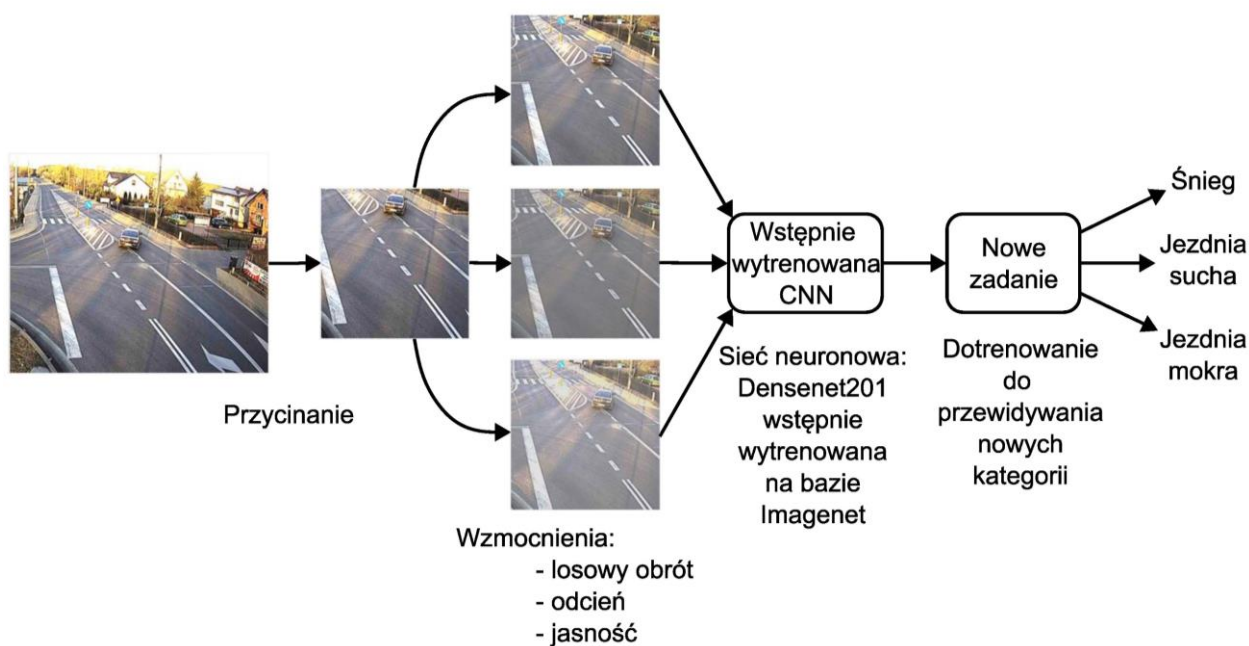 Przycinanie
Wzmocnienia:
- losowy obrót
- odcień
- jasność
Wstępnie
wytrenowana
CNN
Sieć neuronowa:
Densenet201
wstępnie
wytrenowana
na bazie
Imagenet
Nowe
zadanie
Dotrenowanie
do
przewidywania
nowych
kategorii
Śnieg
Jezdnia
sucha
Jezdnia
mokra